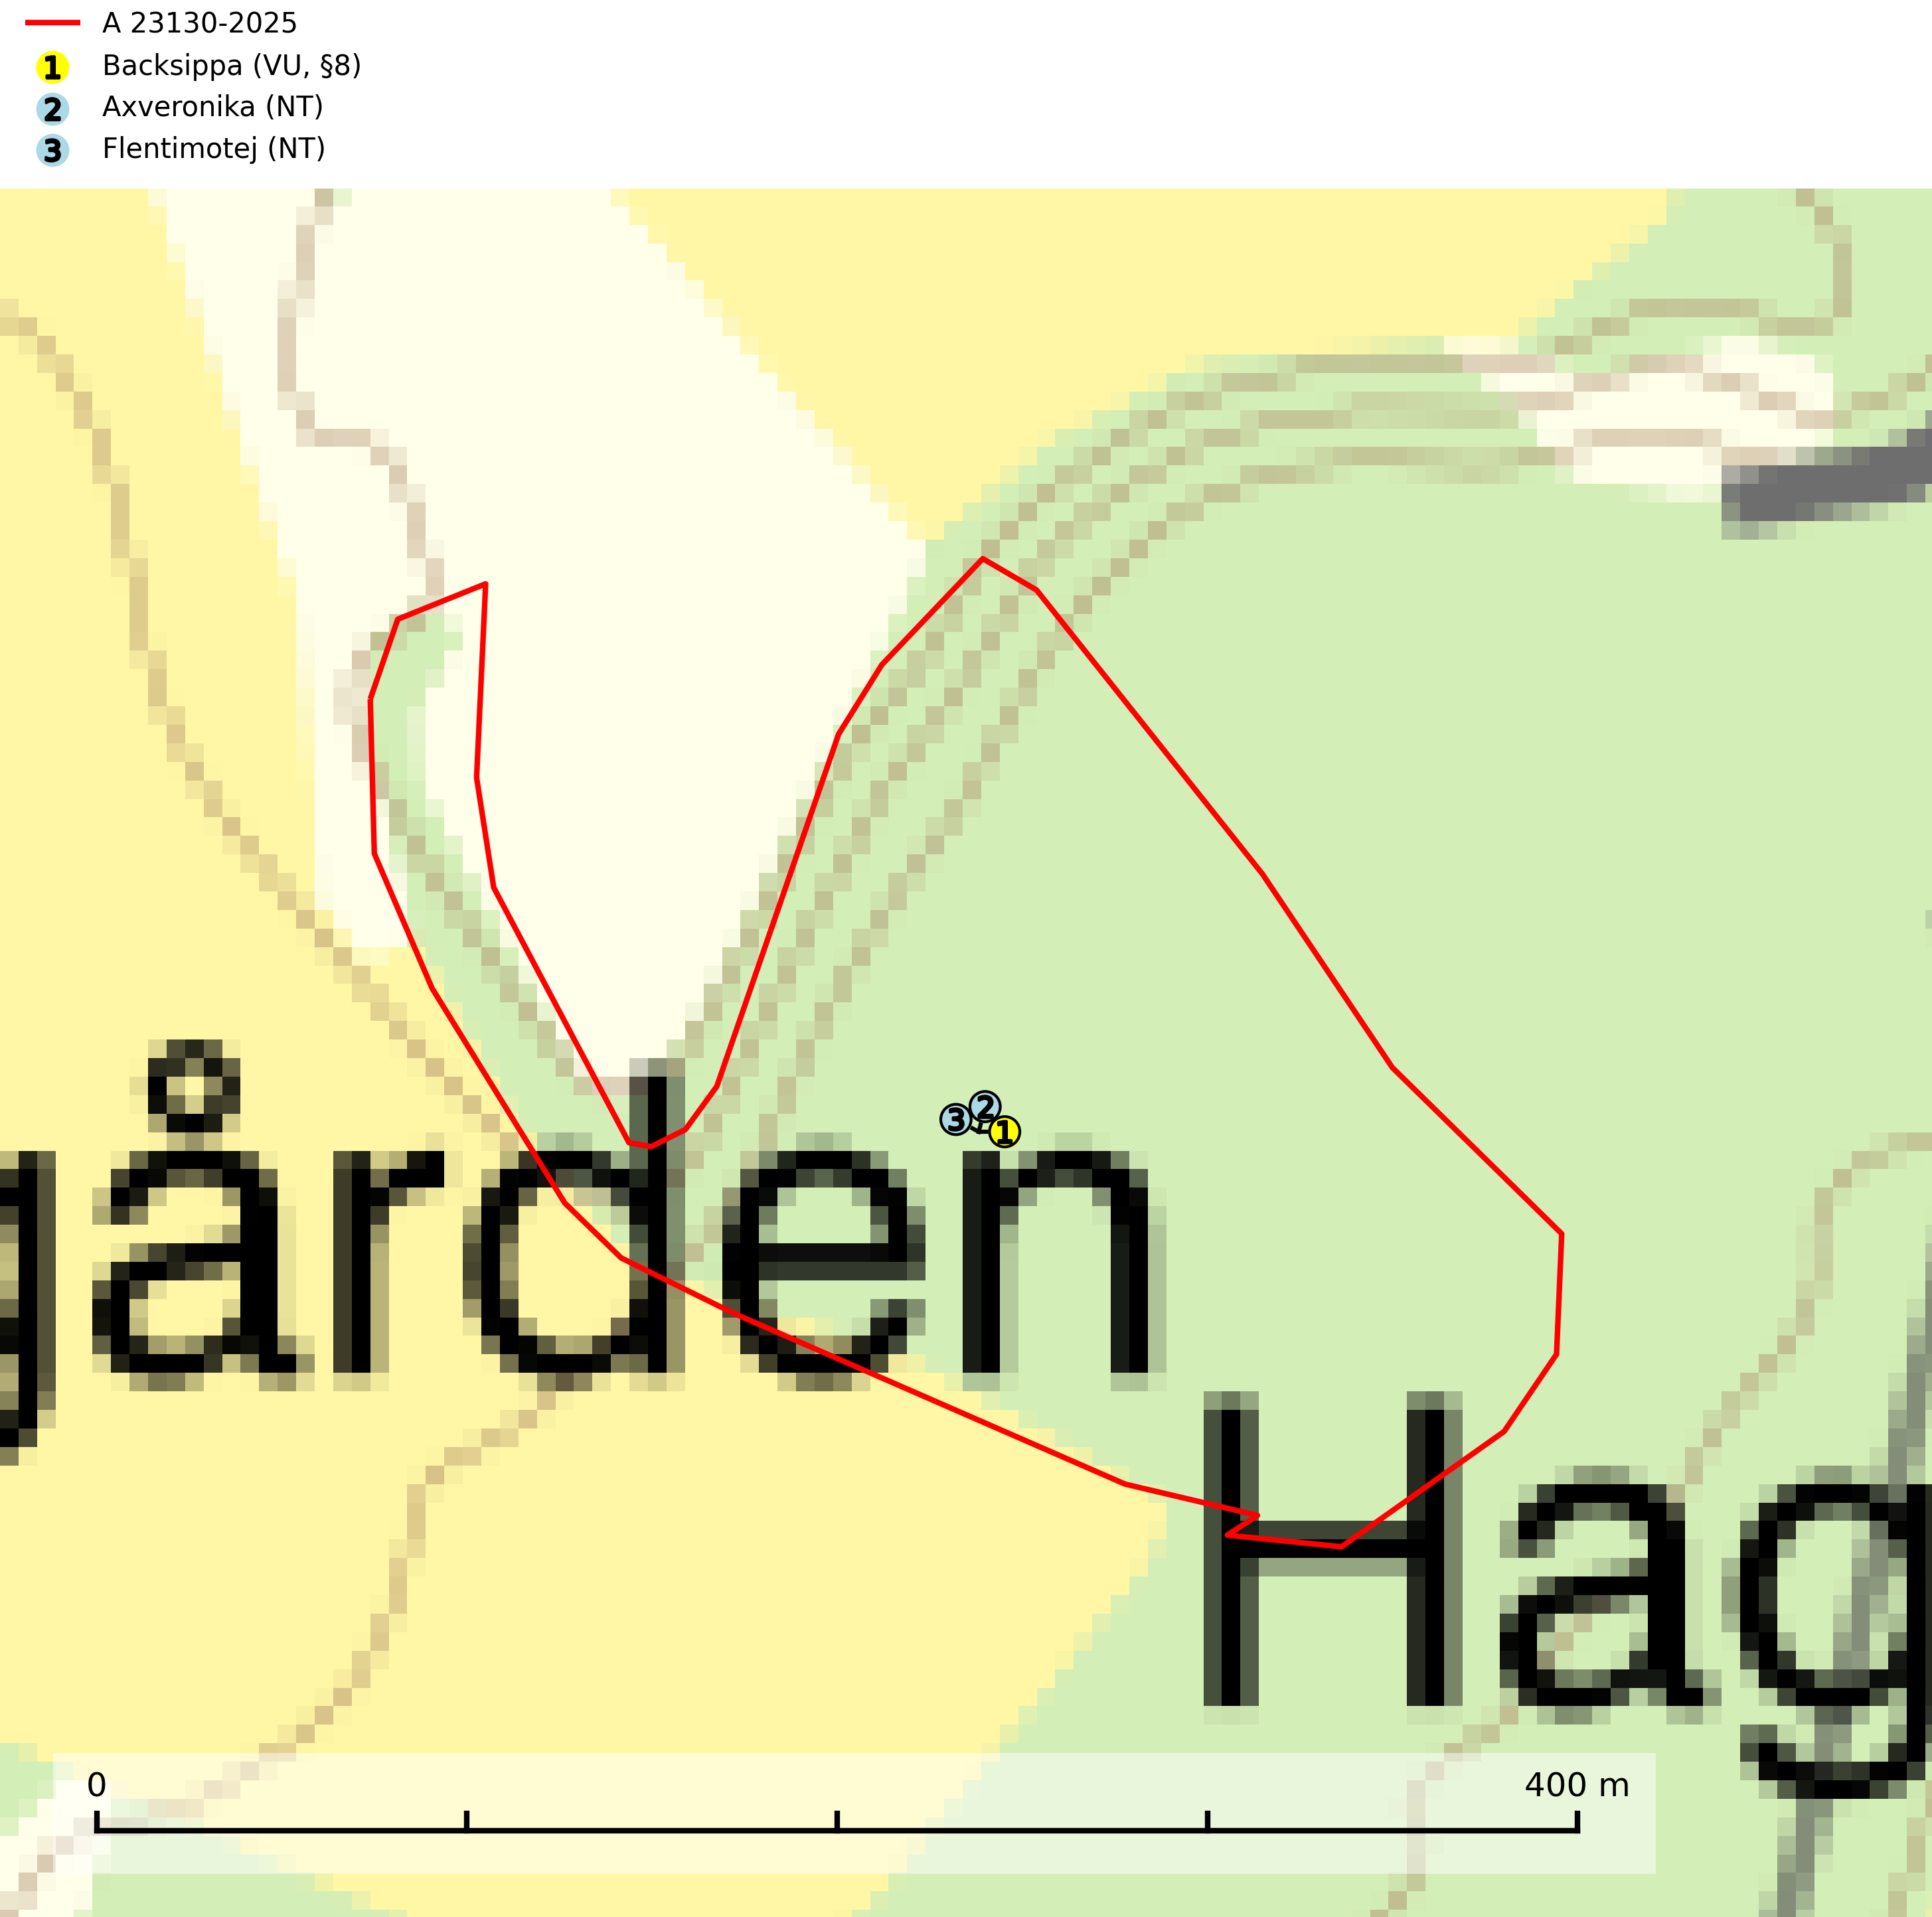 A 23130-2025
1 Backsippa (VU, §8)
2 Axveronika (NT)
3 Flentimotej (NT)
2
3
1
gården
Hag
0 400 m